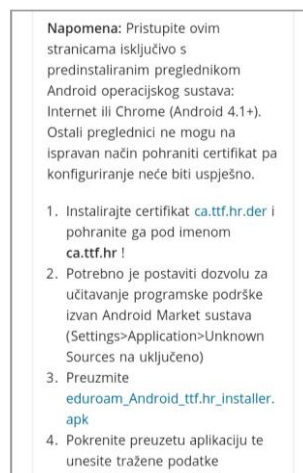 Napomena: Pristupite ovim
stranicama isključivo s
predinstaliranim preglednikom
Android operacijskog sustava:
Internet ili Chrome (Android 4.1+).
Ostali preglednici ne mogu na
ispravan način pohraniti certifikat pa
konfiguriranje neće biti uspješno.
1. Instalirajte certifikat ca.ttf.hr.der i
pohranite ga pod imenom
ca.ttf.hr !
2. Potrebno je postaviti dozvolu za
učitavanje programske podrške
izvan Android Market sustava
(Settings>Application>Unknown
Sources na uključeno)
3. Preuzmite
eduroam_Android_ttf.hr_installer.
apk
4. Pokrenite preuzetu aplikaciju te
unesite tražene podatke